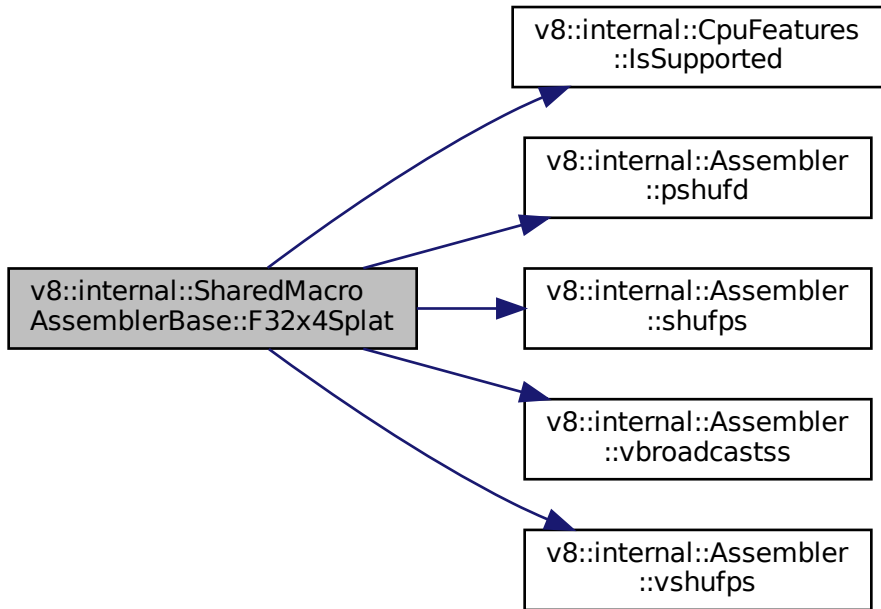 v8::internal::CpuFeatures
::IsSupported
v8::internal::Assembler
::pshufd
v8::internal::SharedMacro
AssemblerBase::F32x4Splat
v8::internal::Assembler
::shufps
v8::internal::Assembler
::vbroadcastss
v8::internal::Assembler
::vshufps